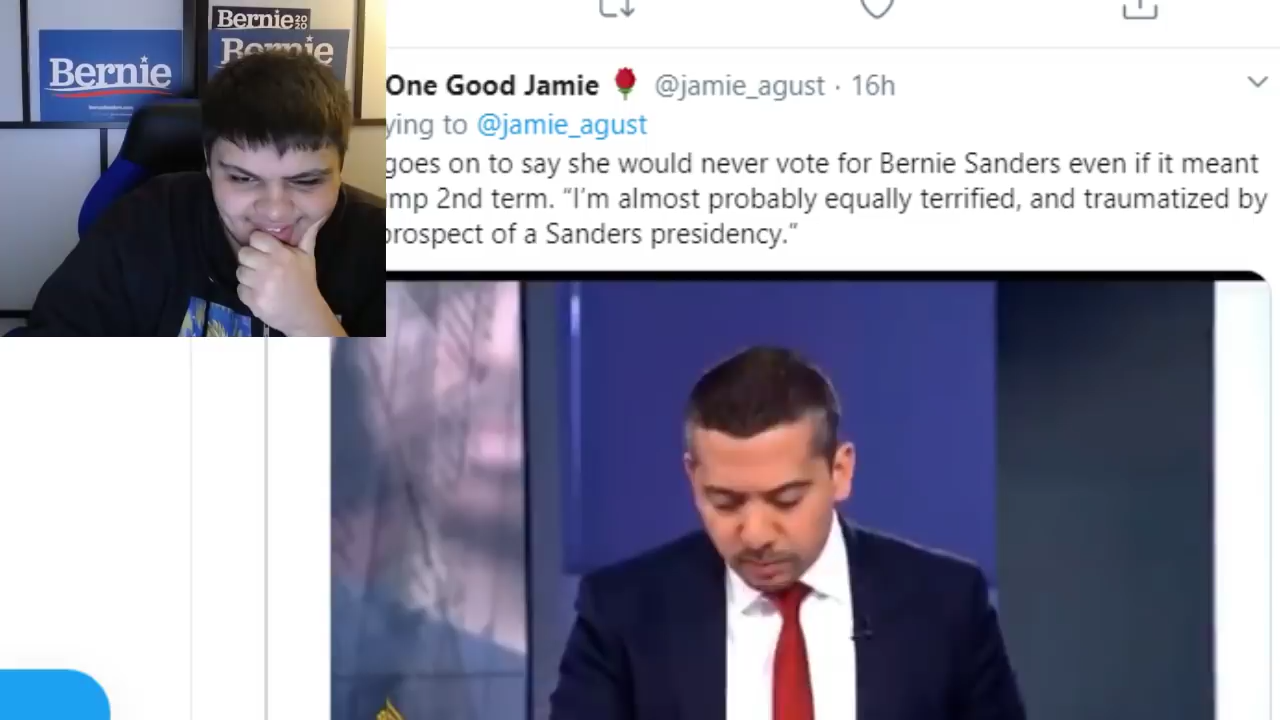 Bernie
Bernie 2020
Bernie
One Good Jamie @jamie_agust · 16h
ying to @jamie_agust
goes on to say she would never vote for Bernie Sanders even if it meant
mp 2nd term. “I’m almost probably equally terrified, and traumatized by
prospect of a Sanders presidency.”